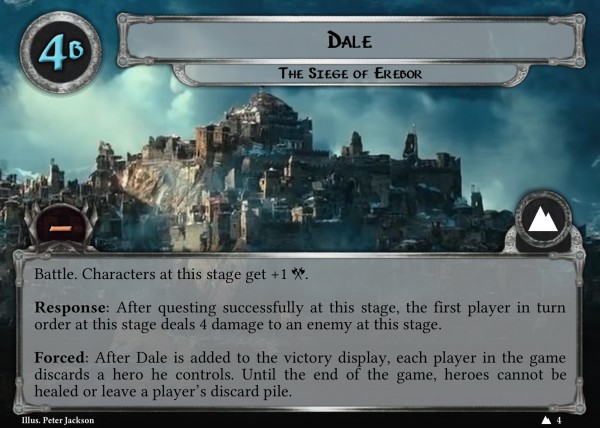 4B
Dale
The Siege of Erebor
–
Battle. Characters at this stage get +1 .
Response: After questing successfully at this stage, the first player in turn
order at this stage deals 4 damage to an enemy at this stage.
Forced: After Dale is added to the victory display, each player in the game
discards a hero he controls. Until the end of the game, heroes cannot be
healed or leave a player's discard pile.
Illus. Peter Jackson
4